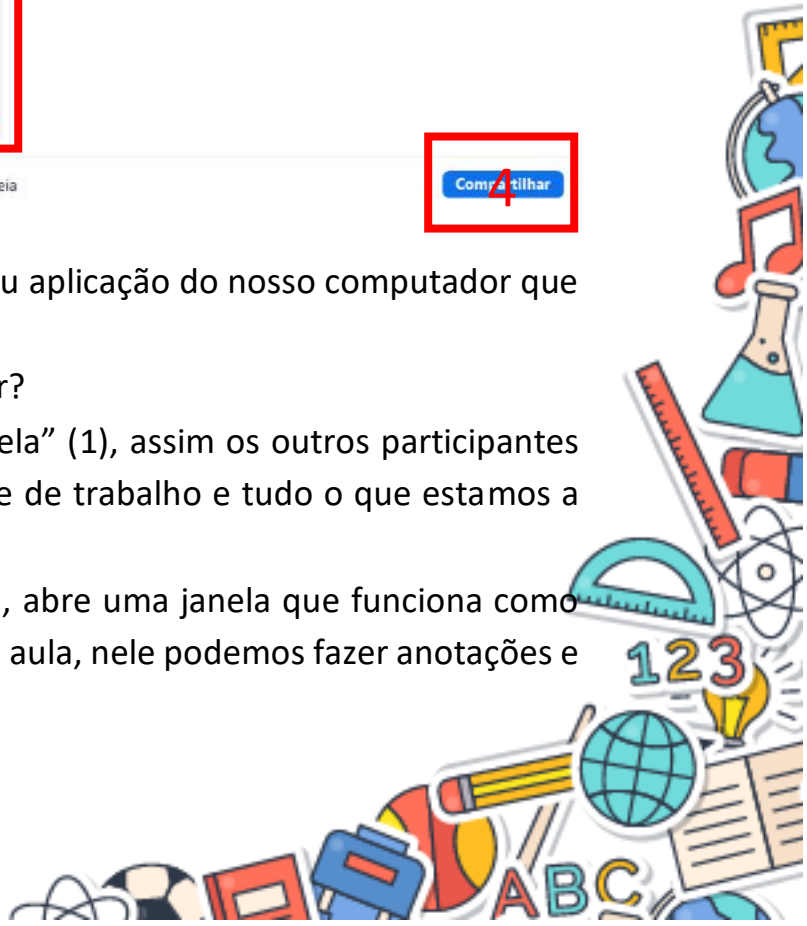 eia
Compartilhar
4
u aplicação do nosso computador que
r?
ela” (1), assim os outros participantes
e de trabalho e tudo o que estamos a
, abre uma janela que funciona como
aula, nele podemos fazer anotações e
123
ABC